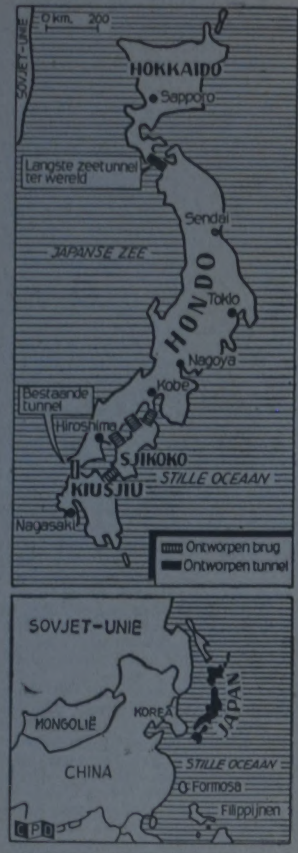 SOVJET-UNIE
0 km. 200
HOKKAIDO
Sapporo
Langste zeetunnel
ter wereld
Sendai
JAPANSE ZEE
HONDO
Tokio
Nagoya
Kobe
Bestaande
tunnel
Hiroshima
SJIKOKO
STILLE OCEAAN
KIUSJIU
Nagasaki
Ontworpen brug
Ontworpen tunnel
SOVJET-UNIE
MONGOLIË
KOREA
JAPAN
CHINA
STILLE OCEAAN
Formosa
Filippijnen
CPD